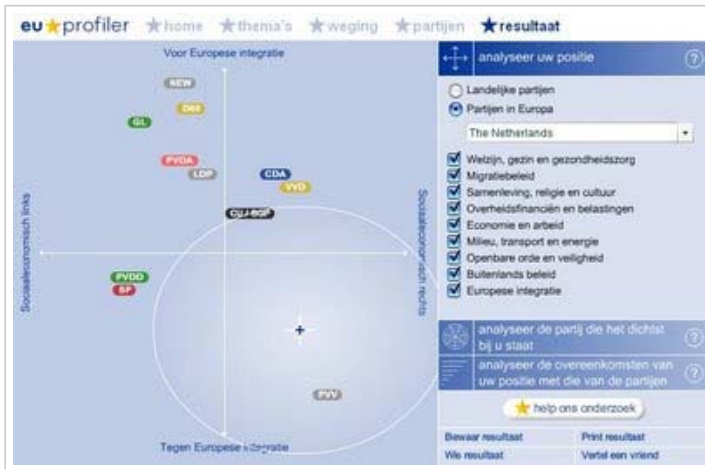 eu profiler home thema's weging partijen resultaat
Voor Europese integratie
NEW
D66
GL
PVDA
LDP
CDA
VVD
CU-SGP
Sociaaleconomisch links
Sociaaleconomisch rechts
PVDD
SP
PVV
Tegen Europese integratie
analyseer uw positie ?
Landelijke partijen
Partijen in Europa
The Netherlands
Welzijn, gezin en gezondheidszorg
Migratiebeleid
Samenleving, religie en cultuur
Overheidsfinanciën en belastingen
Economie en arbeid
Milieu, transport en energie
Openbare orde en veiligheid
Buitenlands beleid
Europese integratie
analyseer de partij die het dichtst
bij u staat ?
analyseer de overeenkomsten van
uw positie met die van de partijen ?
help ons onderzoek
Bewaar resultaat Print resultaat
Wis resultaat Vertel een vriend